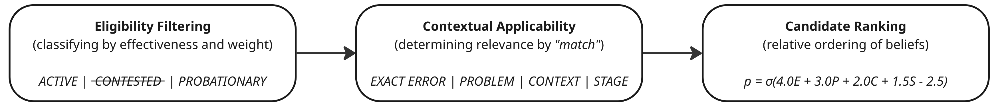 Eligibility Filtering
(classifying by effectiveness and weight)
ACTIVE | CONTESTED | PROBATIONARY
Contextual Applicability
(determining relevance by "match")
EXACT ERROR | PROBLEM | CONTEXT | STAGE
Candidate Ranking
(relative ordering of beliefs)
p = σ(4.0E + 3.0P + 2.0C + 1.5S - 2.5)